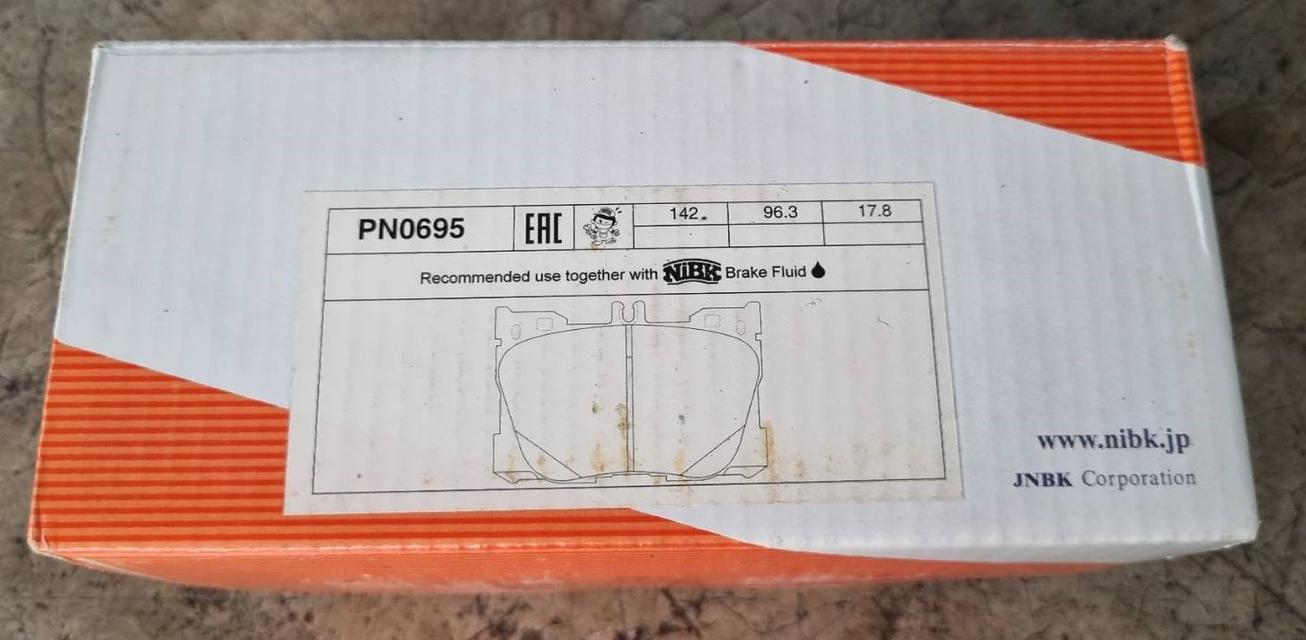 PN0695 EAC 142. 96.3 17.8
Recommended use together with NiBK Brake Fluid
www.nibk.jp
JNBK Corporation